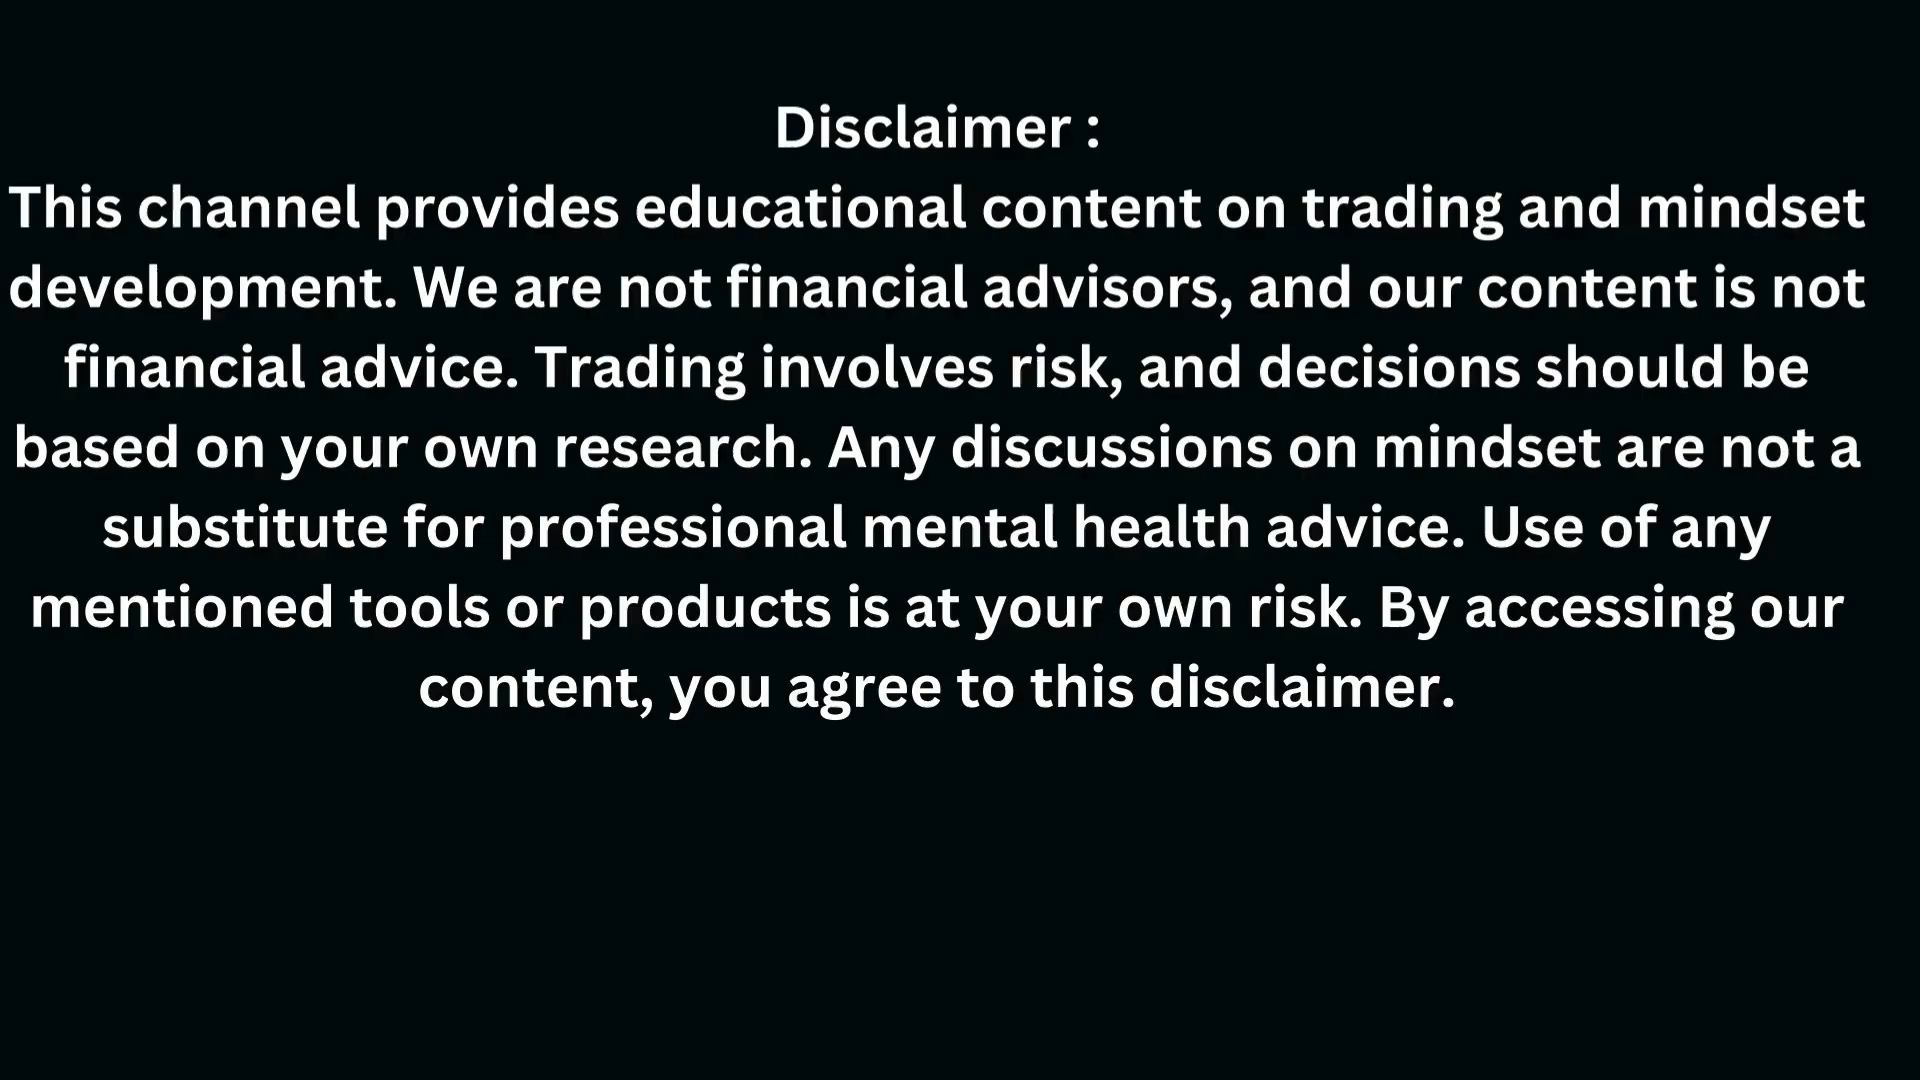 Disclaimer :
This channel provides educational content on trading and mindset
development. We are not financial advisors, and our content is not
financial advice. Trading involves risk, and decisions should be
based on your own research. Any discussions on mindset are not a
substitute for professional mental health advice. Use of any
mentioned tools or products is at your own risk. By accessing our
content, you agree to this disclaimer.